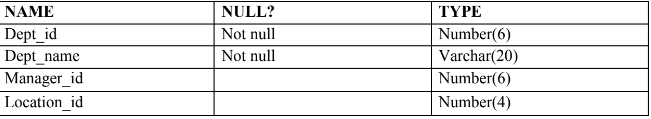 NAME NULL? TYPE
Dept_id Not null Number(6)
Dept_name Not null Varchar(20)
Manager_id Number(6)
Location_id Number(4)